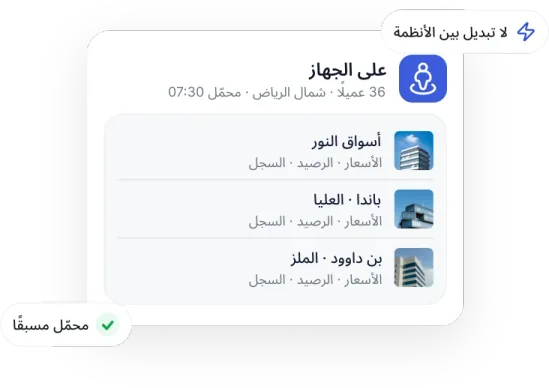 لا تبديل بين الأنظمة
على الجهاز
36 عميلًا · شمال الرياض · محمّل 07:30
أسواق النور
الأسعار · الرصيد · السجل
باندا · العليا
الأسعار · الرصيد · السجل
بن داوود · الملز
الأسعار · الرصيد · السجل
محمّل مسبقًا